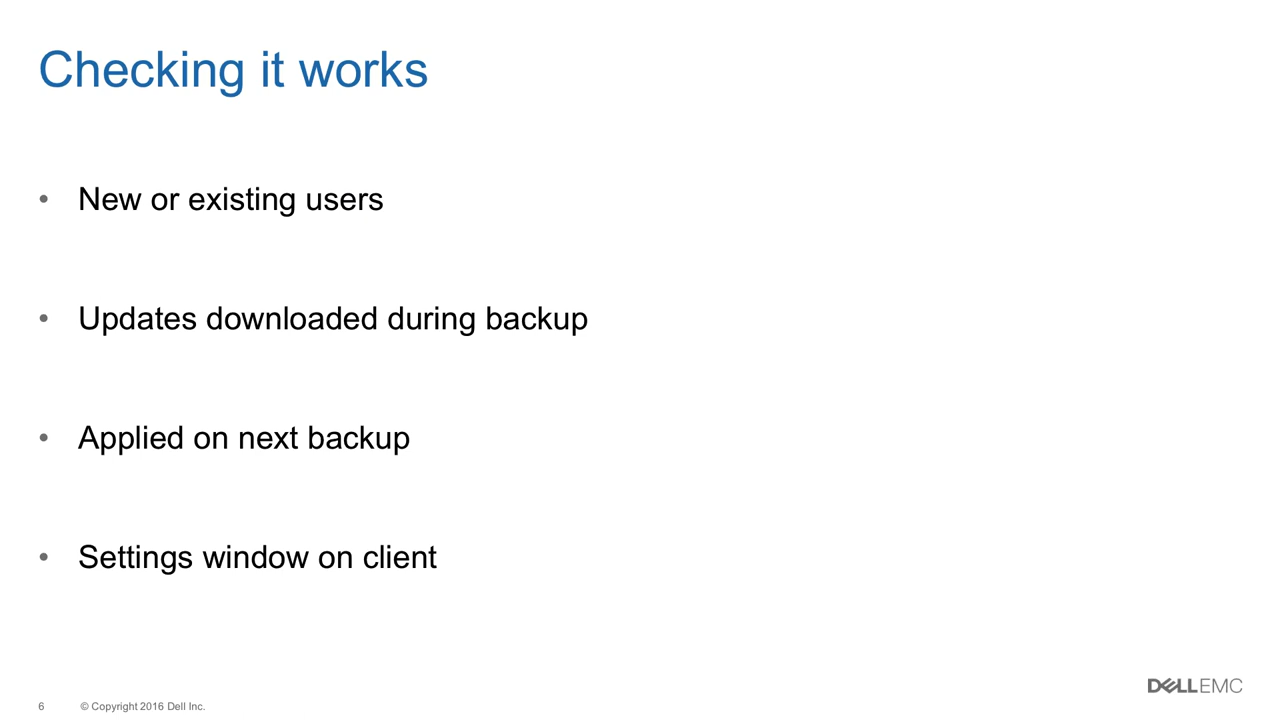 Checking it works
• New or existing users
• Updates downloaded during backup
• Applied on next backup
• Settings window on client
6 © Copyright 2016 Dell Inc.
DELLEMC